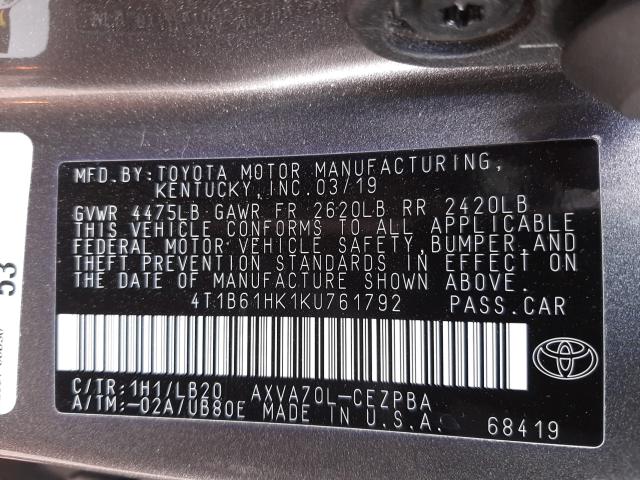 MFD.BY:TOYOTA MOTOR MANUFACTURING,
KENTUCKY,INC.03/19
GVWR 4475LB GAWR FR 2620LB RR 2420LB
THIS VEHICLE CONFORMS TO ALL APPLICABLE
FEDERAL MOTOR VEHICLE SAFETY,BUMPER,AND
THEFT PREVENTION STANDARDS IN EFFECT ON
THE DATE OF MANUFACTURE SHOWN ABOVE.
4T1B61HK1KU761792 PASS.CAR
C/TR:1H1/LB20 AXVA70L-CEZPBA
A/TM:-02A/UB80E MADE IN U.S.A. 68419
53